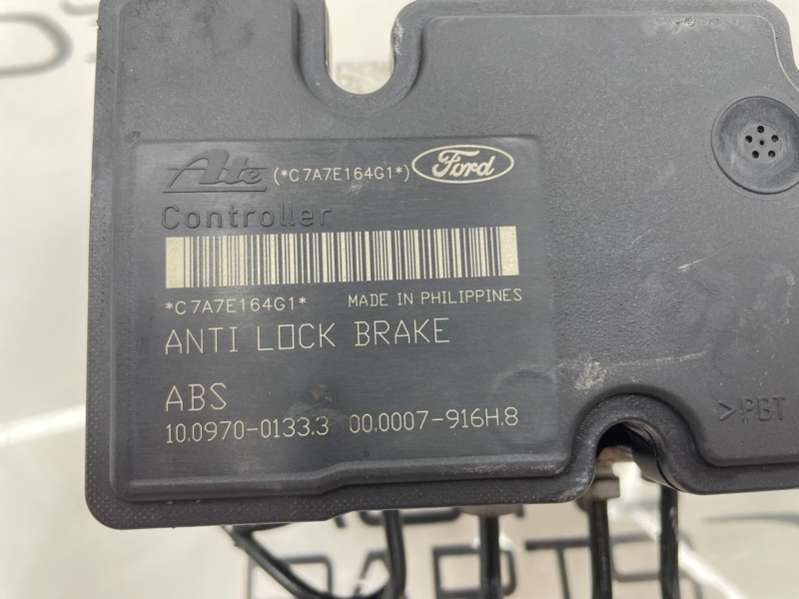 Ate (*C7A7E164G1*) Ford
Controller
*C7A7E164G1* MADE IN PHILIPPINES
ANTI LOCK BRAKE
ABS
10.0970-0133.3 00.0007-916H.8
>PBT
PARTS